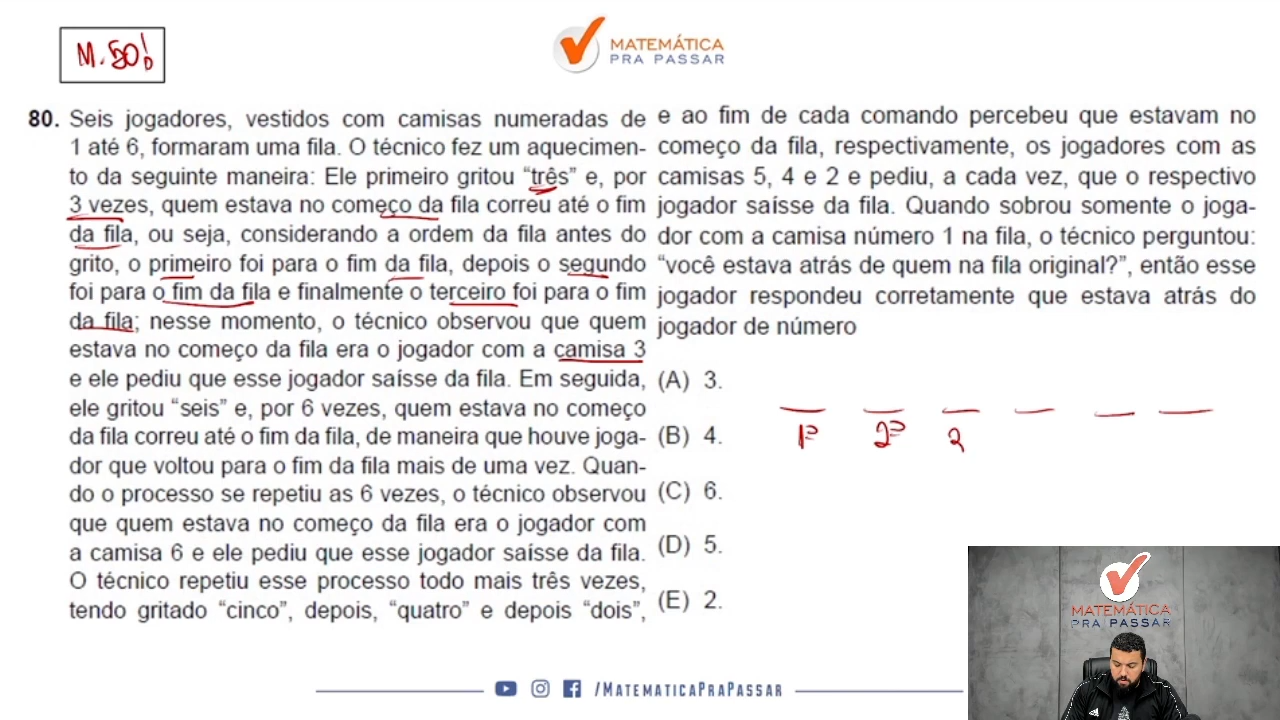 M. SO!
MATEMÁTICA
PRA PASSAR
80. Seis jogadores, vestidos com camisas numeradas de
1 até 6, formaram uma fila. O técnico fez um aquecimen-
to da seguinte maneira: Ele primeiro gritou “três” e, por
3 vezes, quem estava no começo da fila correu até o fim
da fila, ou seja, considerando a ordem da fila antes do
grito, o primeiro foi para o fim da fila, depois o segundo
foi para o fim da fila e finalmente o terceiro foi para o fim
da fila; nesse momento, o técnico observou que quem
estava no começo da fila era o jogador com a camisa 3
e ele pediu que esse jogador saísse da fila. Em seguida,
ele gritou “seis” e, por 6 vezes, quem estava no começo
da fila correu até o fim da fila, de maneira que houve joga-
dor que voltou para o fim da fila mais de uma vez. Quan-
do o processo se repetiu as 6 vezes, o técnico observou
que quem estava no começo da fila era o jogador com
a camisa 6 e ele pediu que esse jogador saísse da fila.
O técnico repetiu esse processo todo mais três vezes,
tendo gritado “cinco”, depois, “quatro” e depois “dois”,
e ao fim de cada comando percebeu que estavam no
começo da fila, respectivamente, os jogadores com as
camisas 5, 4 e 2 e pediu, a cada vez, que o respectivo
jogador saísse da fila. Quando sobrou somente o joga-
dor com a camisa número 1 na fila, o técnico perguntou:
“você estava atrás de quem na fila original?”, então esse
jogador respondeu corretamente que estava atrás do
jogador de número
(A) 3.
(B) 4.
(C) 6.
(D) 5.
(E) 2.
1º 2º 3
MATEMÁTICA
PRA PASSAR
/MATEMATICAPRAPASSAR